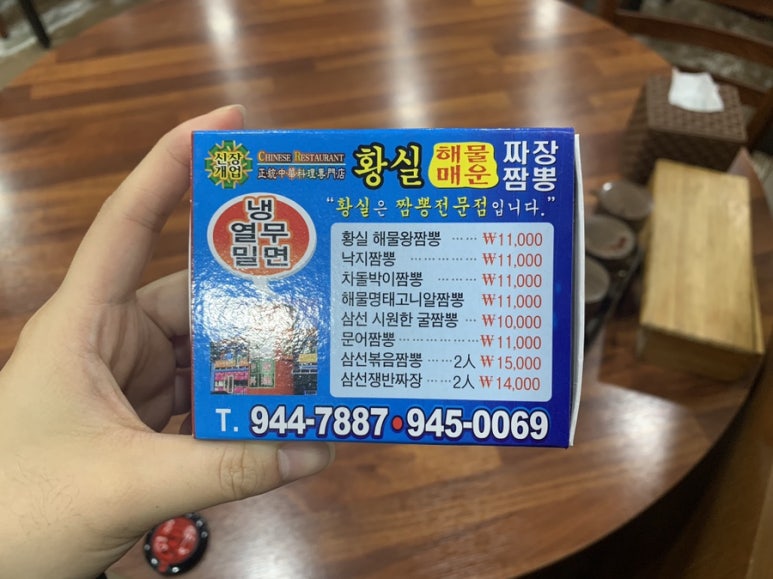 신장개업
CHINESE RESTAURANT
正統中華料理專門店
황실 해물매운 짜장짬뽕
"황실은 짬뽕전문점입니다."
냉
열무
밀면
황실 해물왕짬뽕 ⋯⋯ ₩11,000
낙지짬뽕 ⋯⋯⋯⋯⋯ ₩11,000
차돌박이짬뽕 ⋯⋯⋯ ₩11,000
해물명태고니알짬뽕 ₩11,000
삼선 시원한 굴짬뽕 ⋯ ₩10,000
문어짬뽕⋯⋯⋯⋯⋯ ₩11,000
삼선볶음짬뽕 ⋯⋯2人 ₩15,000
삼선쟁반짜장 ⋯⋯2人 ₩14,000
T. 944-7887•945-0069